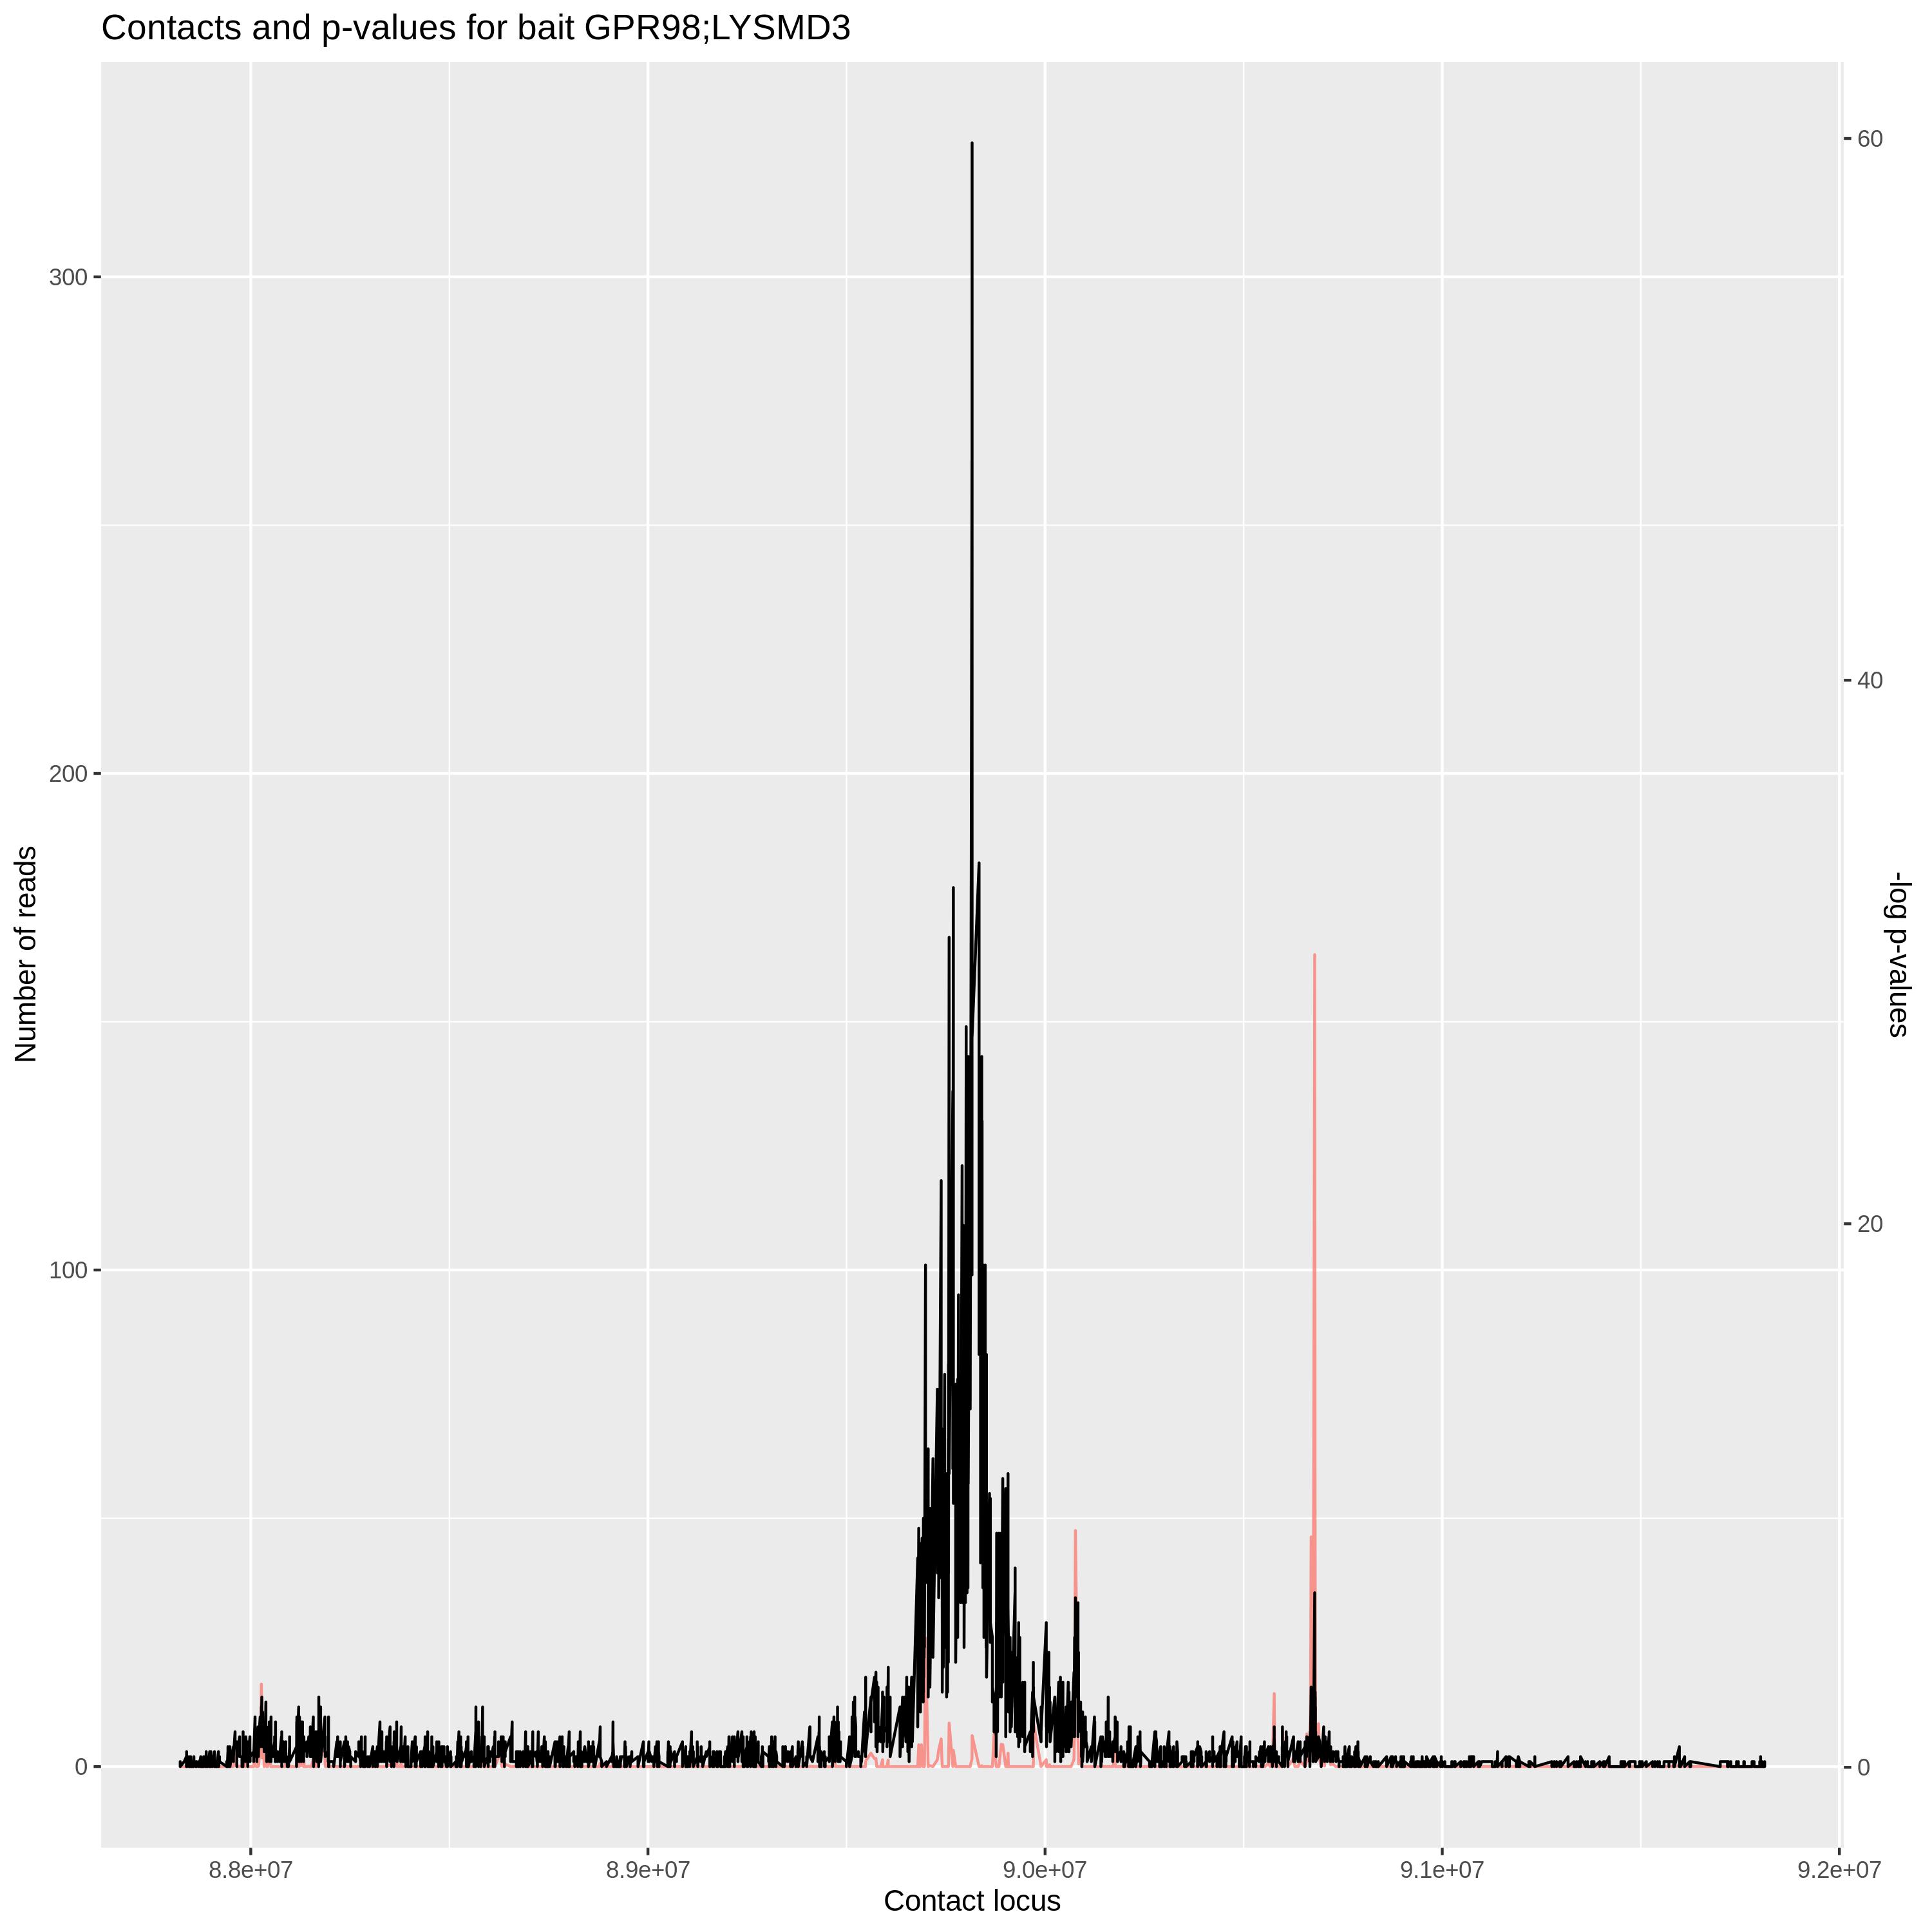 Contacts and p-values for bait GPR98;LYSMD3
Number of reads
300
200
100
0
60
40
20
0
-log p-values
8.8e+07 8.9e+07 9.0e+07 9.1e+07 9.2e+07
Contact locus